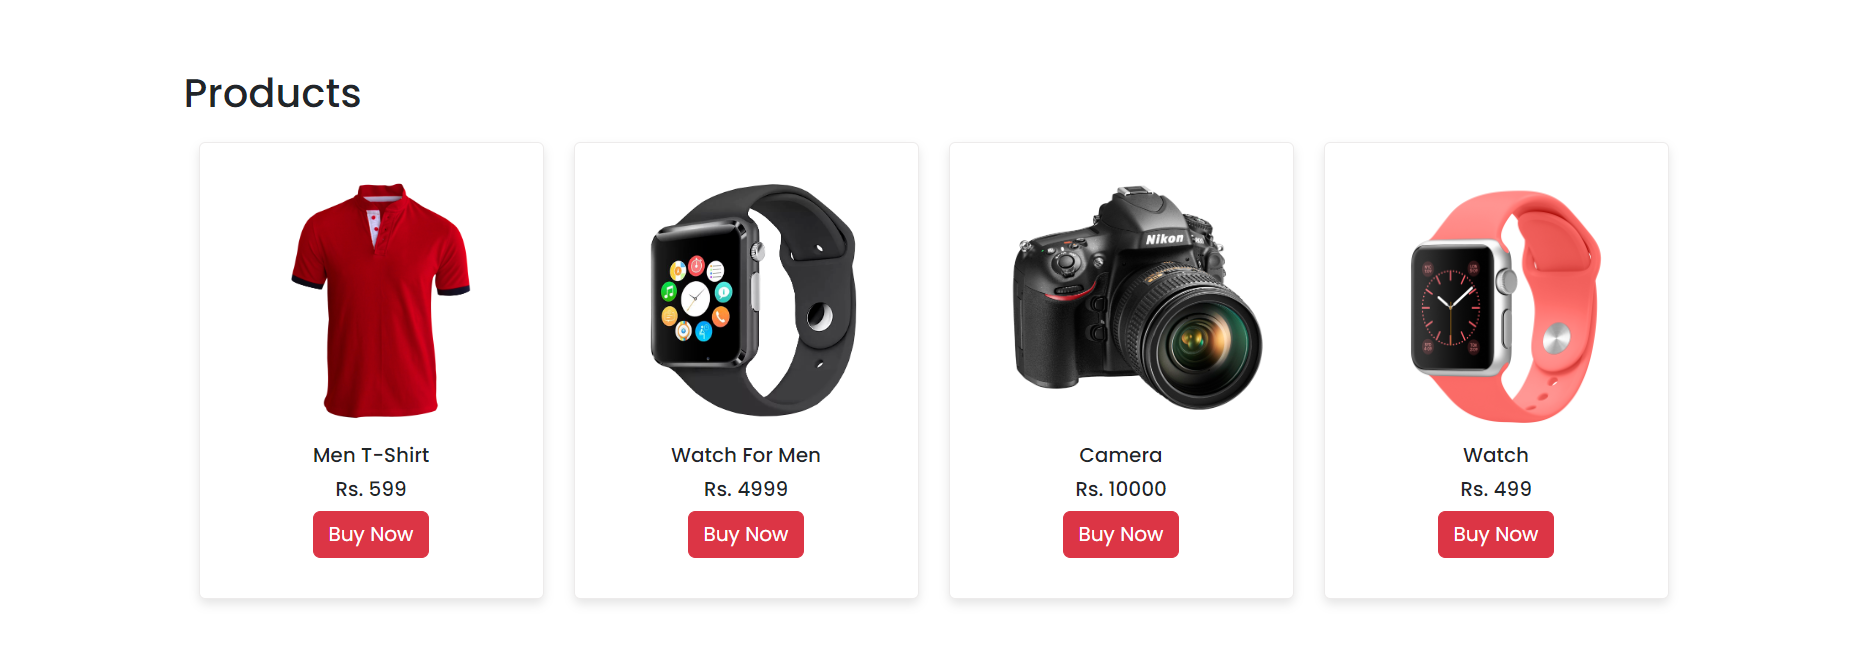 Products
Nikon
Men T-Shirt
Watch For Men
Camera
Watch
Rs. 599
Rs. 4999
Rs. 10000
Rs. 499
Buy Now
Buy Now
Buy Now
Buy Now